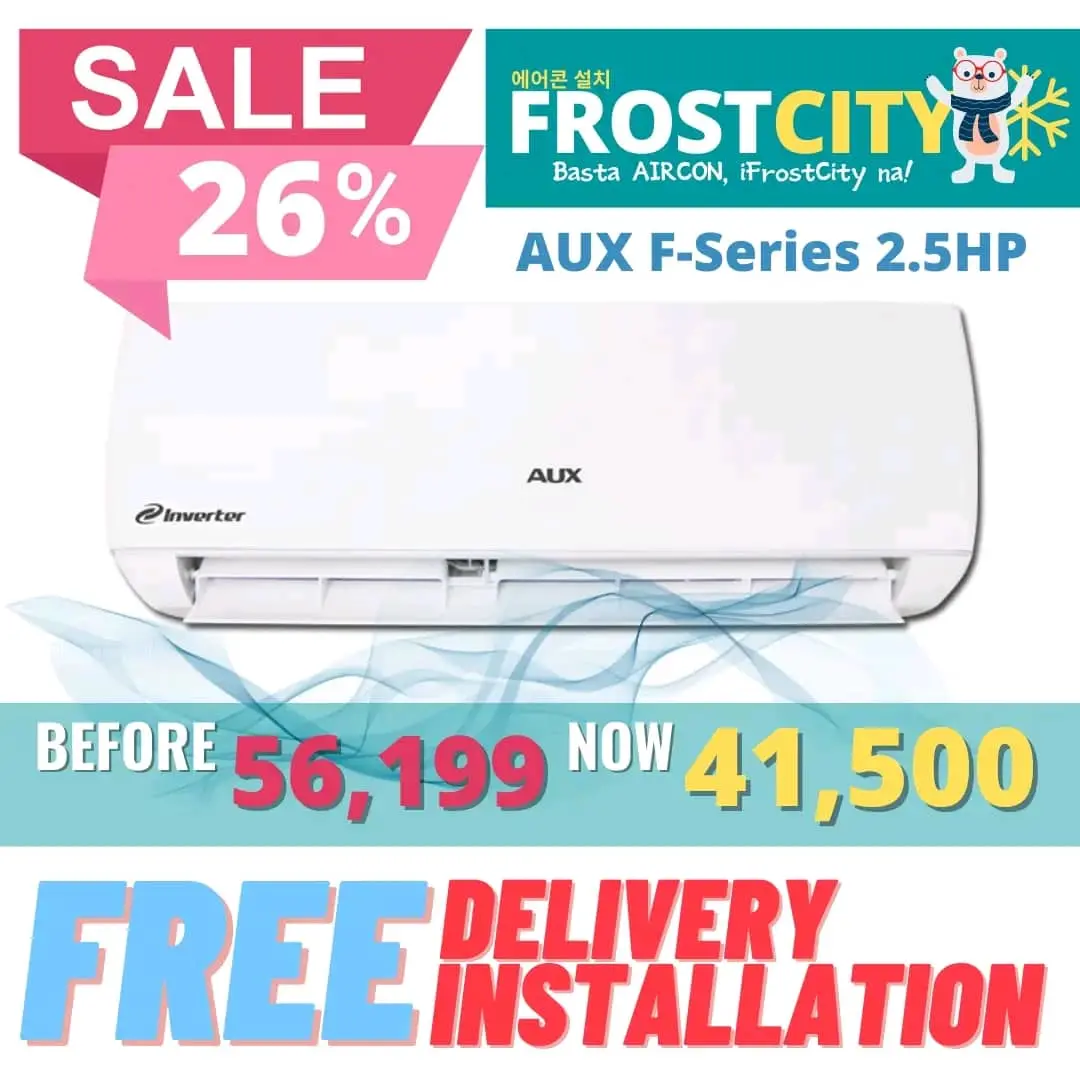 SALE
26%
에어콘 설치
FROSTCITY
Basta AIRCON, iFrostCity na!
AUX F-Series 2.5HP
AUX
Inverter
BEFORE 56,199 NOW 41,500
FREE DELIVERY
INSTALLATION